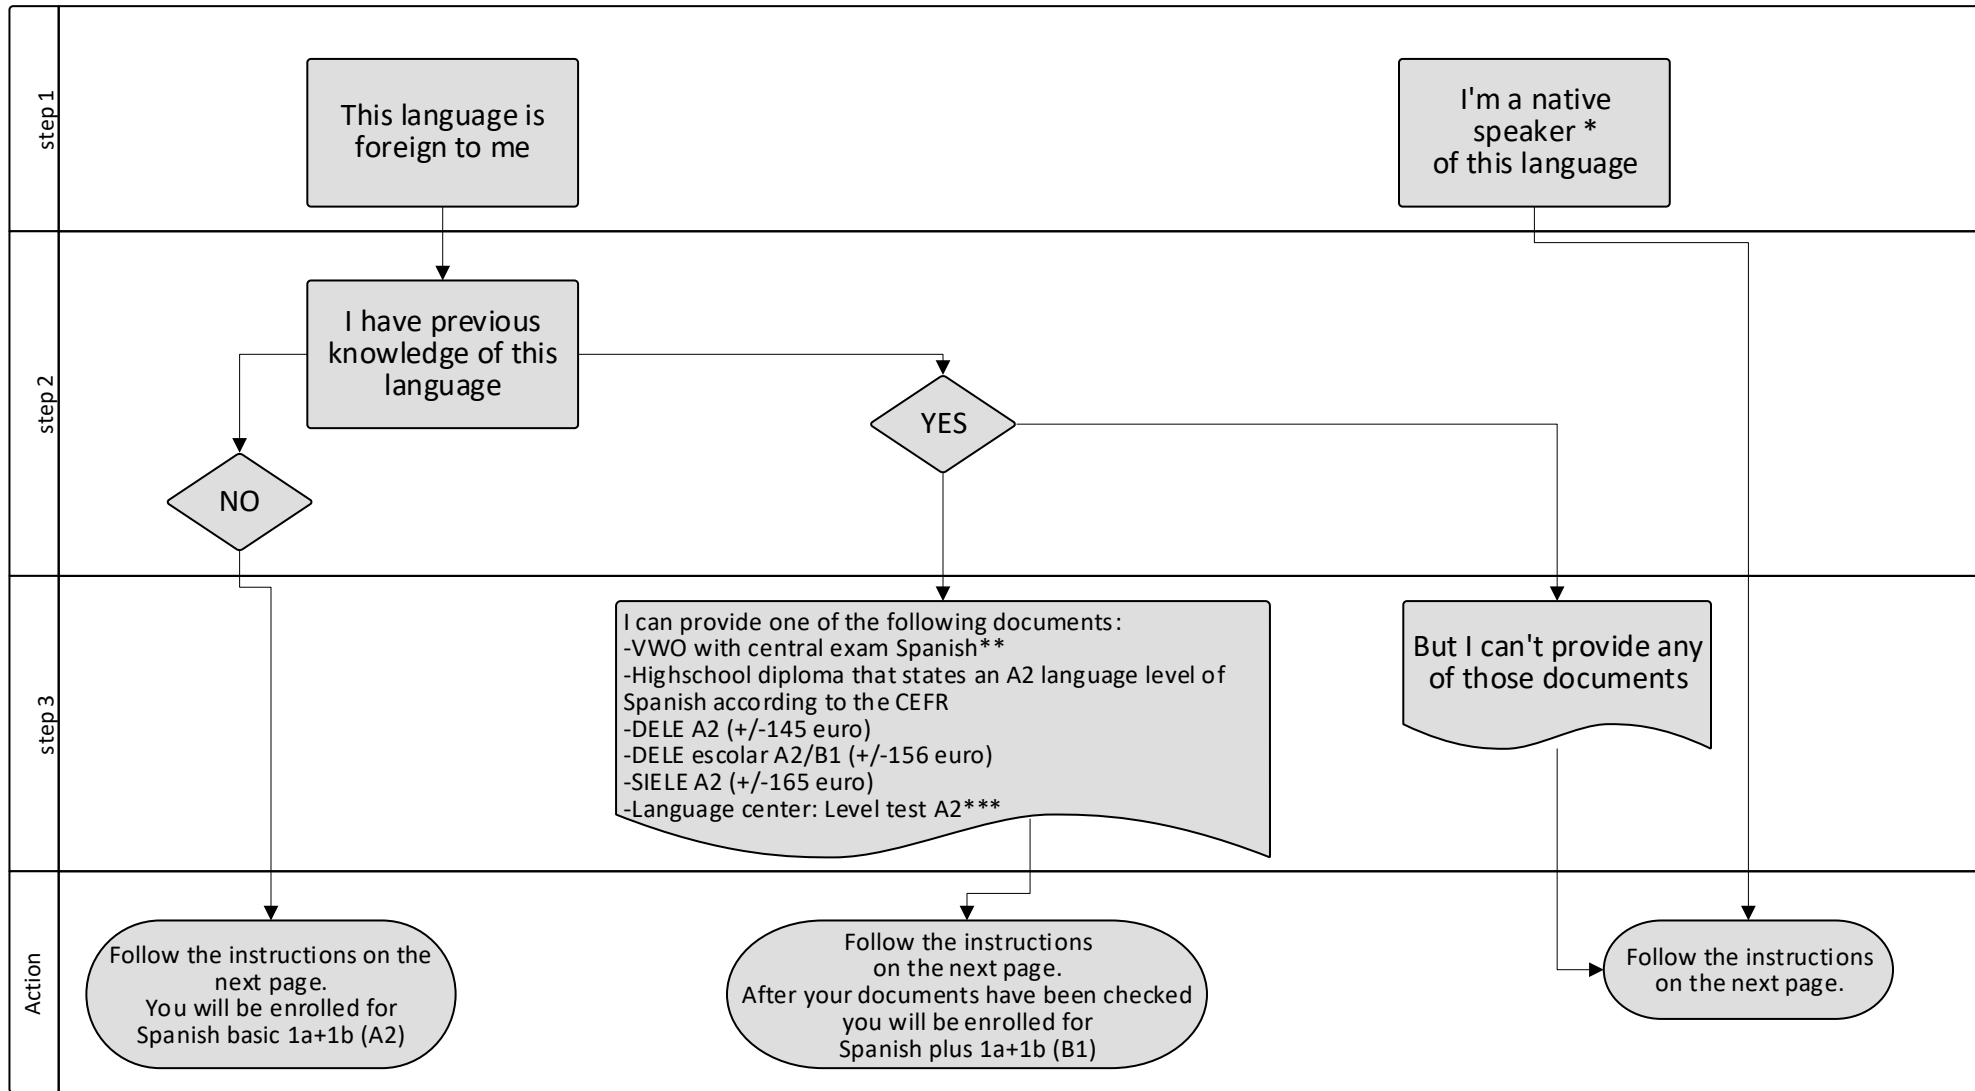 step 1
This language is
foreign to me
I'm a native
speaker *
of this language
step 2
I have previous
knowledge of this
language
YES
NO
step 3
I can provide one of the following documents:
-VWO with central exam Spanish**
-Highschool diploma that states an A2 language level of
Spanish according to the CEFR
-DELE A2 (+/-145 euro)
-DELE escolar A2/B1 (+/-156 euro)
-SIELE A2 (+/-165 euro)
-Language center: Level test A2***
But I can't provide any
of those documents
Action
Follow the instructions on the
next page.
You will be enrolled for
Spanish basic 1a+1b (A2)
Follow the instructions
on the next page.
After your documents have been checked
you will be enrolled for
Spanish plus 1a+1b (B1)
Follow the instructions
on the next page.